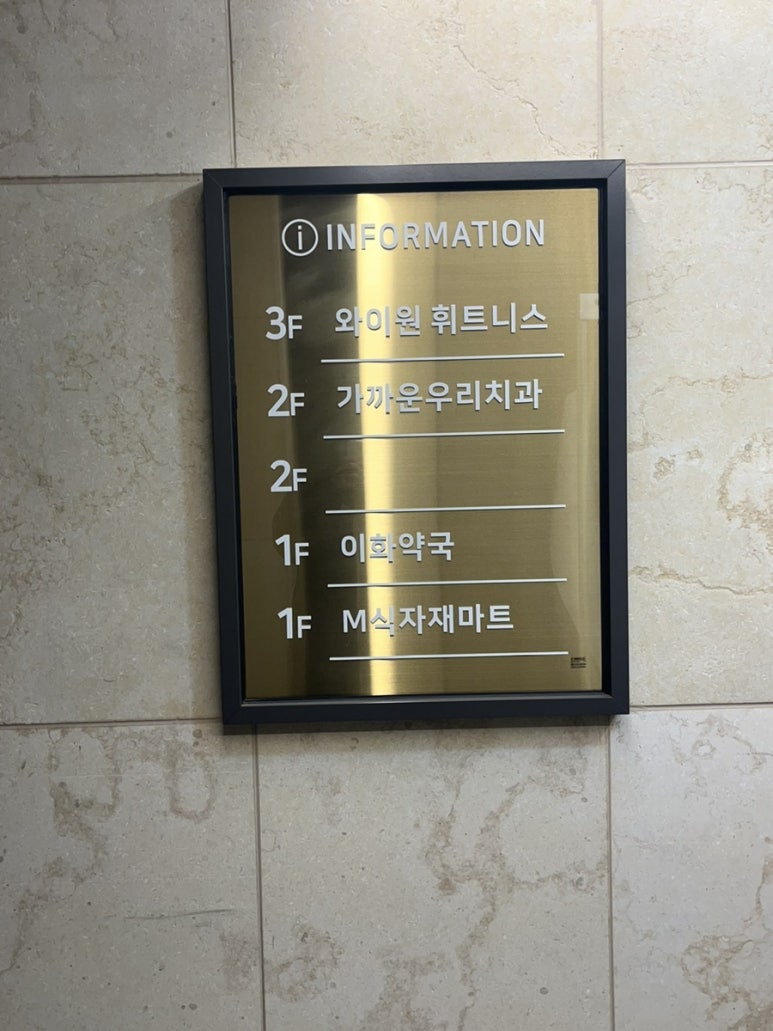 i INFORMATION
3F 와이원 휘트니스
2F 가까운우리치과
2F
1F 이화약국
1F M식자재마트